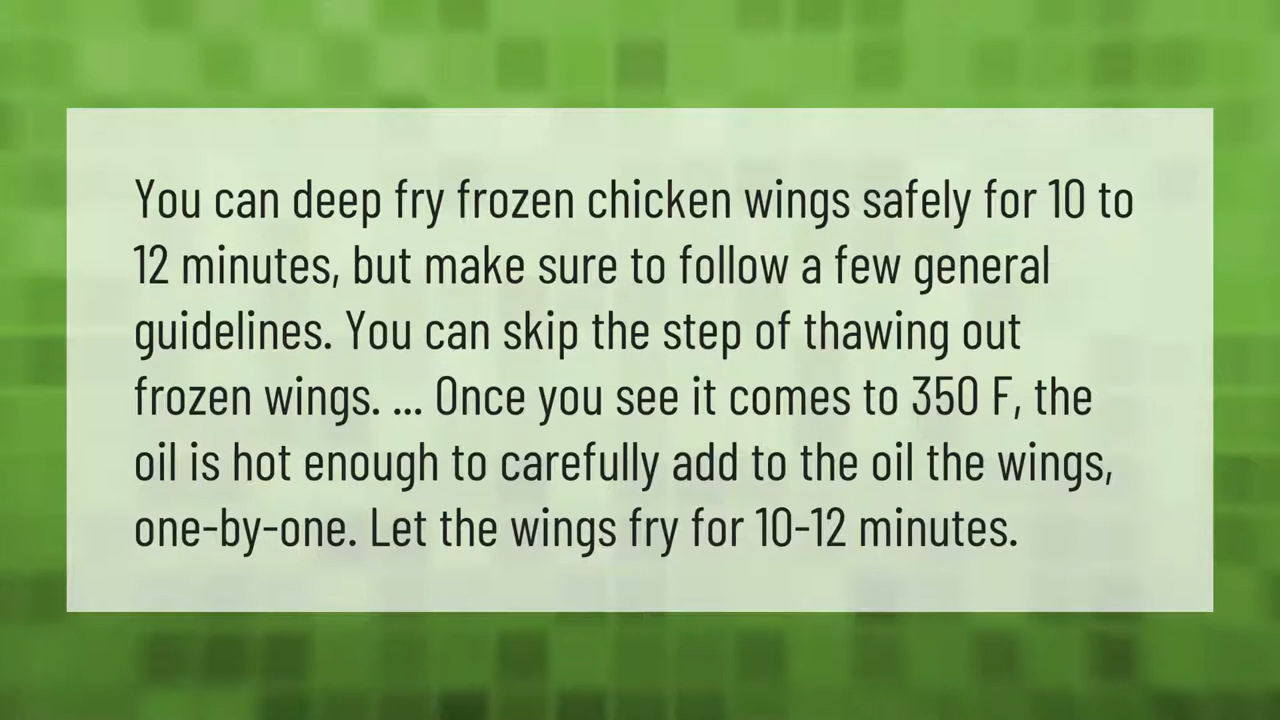 You can deep fry frozen chicken wings safely for 10 to
12 minutes, but make sure to follow a few general
guidelines. You can skip the step of thawing out
frozen wings. ... Once you see it comes to 350 F, the
oil is hot enough to carefully add to the oil the wings,
one-by-one. Let the wings fry for 10-12 minutes.